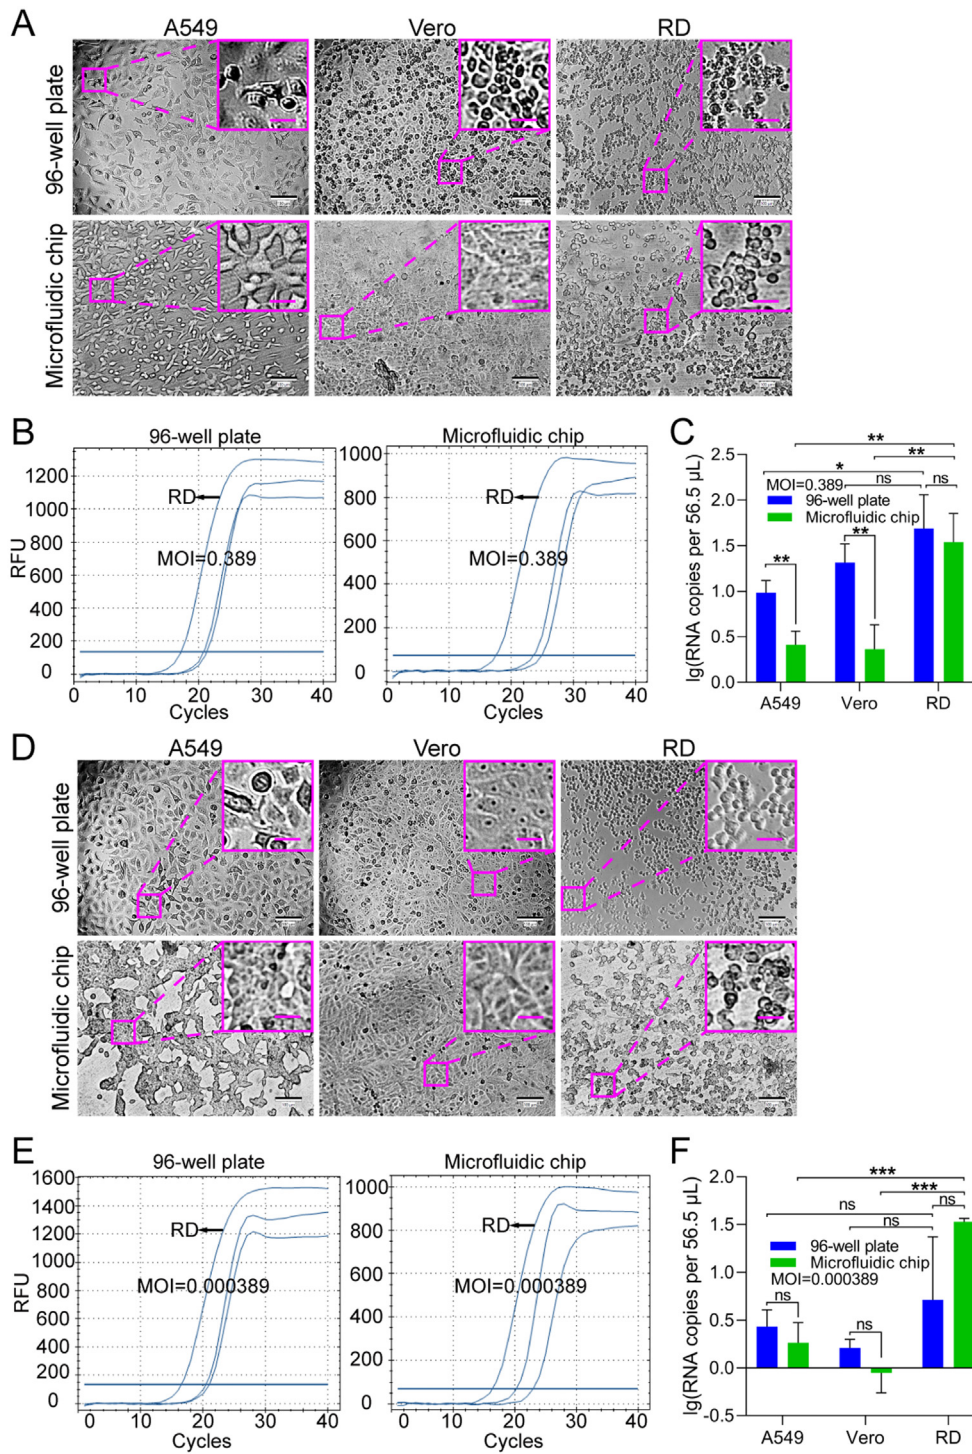 A
A549
Vero
RD
96-well plate
Microfluidic chip
B
96-well plate
Microfluidic chip
RFU
1200
1000
800
600
400
200
0
RD
MOI=0.389
0
10
20
30
40
Cycles
1000
800
600
400
200
0
RD
MOI=0.389
0
10
20
30
40
Cycles
C
lg(RNA copies per 56.5 µL)
2.5
2.0
1.5
1.0
0.5
0.0
**
**
*
MOI=0.389
ns
ns
96-well plate
Microfluidic chip
**
**
A549
Vero
RD
D
A549
Vero
RD
96-well plate
Microfluidic chip
E
96-well plate
Microfluidic chip
RFU
1600
1400
1200
1000
800
600
400
200
0
RD
MOI=0.000389
0
10
20
30
40
Cycles
1000
800
600
400
200
0
RD
MOI=0.000389
0
10
20
30
40
Cycles
F
lg(RNA copies per 56.5 µL)
2.0
1.5
1.0
0.5
0.0
-0.5
***
***
ns
ns
ns
96-well plate
Microfluidic chip
MOI=0.000389
ns
ns
A549
Vero
RD